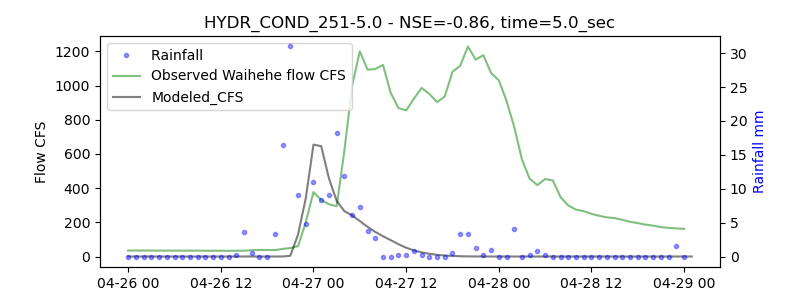 HYDR_COND_251-5.0 - NSE=-0.86, time=5.0_sec
Rainfall
Observed Waihehe flow CFS
Modeled_CFS
Flow CFS
1200
1000
800
600
400
200
0
30
25
20
15
10
5
0
Rainfall mm
04-26 00 04-26 12 04-27 00 04-27 12 04-28 00 04-28 12 04-29 00